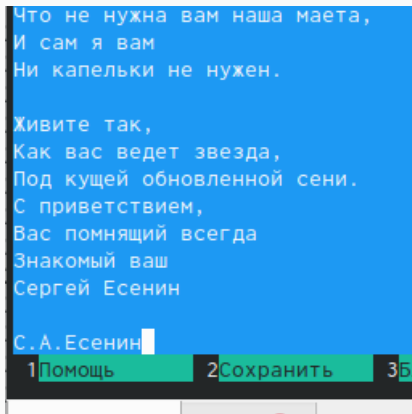 Что не нужна вам наша маета,
И сам я вам
Ни капельки не нужен.
Живите так,
Как вас ведет звезда,
Под кущей обновленной сени.
С приветствием,
Вас помнящий всегда
Знакомый ваш
Сергей Есенин
С.А.Есенин
1Помощь 2Сохранить 3Б